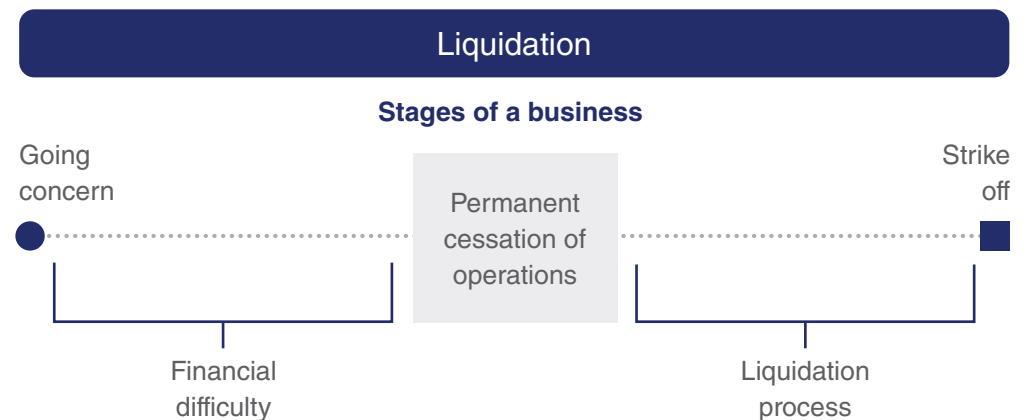 Liquidation
Stages of a business
Going
concern
Strike
off
Permanent
cessation of
operations
Financial
difficulty
Liquidation
process